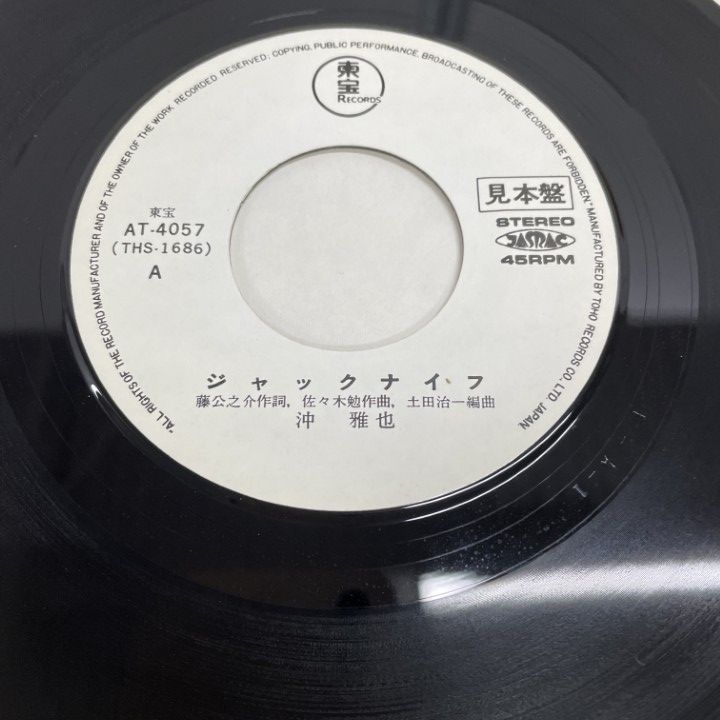 "ALL RIGHTS OF THE RECORD MANUFACTURER AND OF THE OWNER OF THE WORK RECORDED, RESERVED; COPYING, PUBLIC PERFORMANCE, BROADCASTING OF THESE RECORDS ARE FORBIDDEN." MANUFACTURED BY TOHO RECORDS CO., LTD. JAPAN.
東宝
RECORDS
見本盤
STEREO
JASRAC
45RPM
東宝
AT-4057
(THS-1686)
A
ジャックナイフ
藤公之介作詞, 佐々木勉作曲, 土田治一編曲
沖 雅也